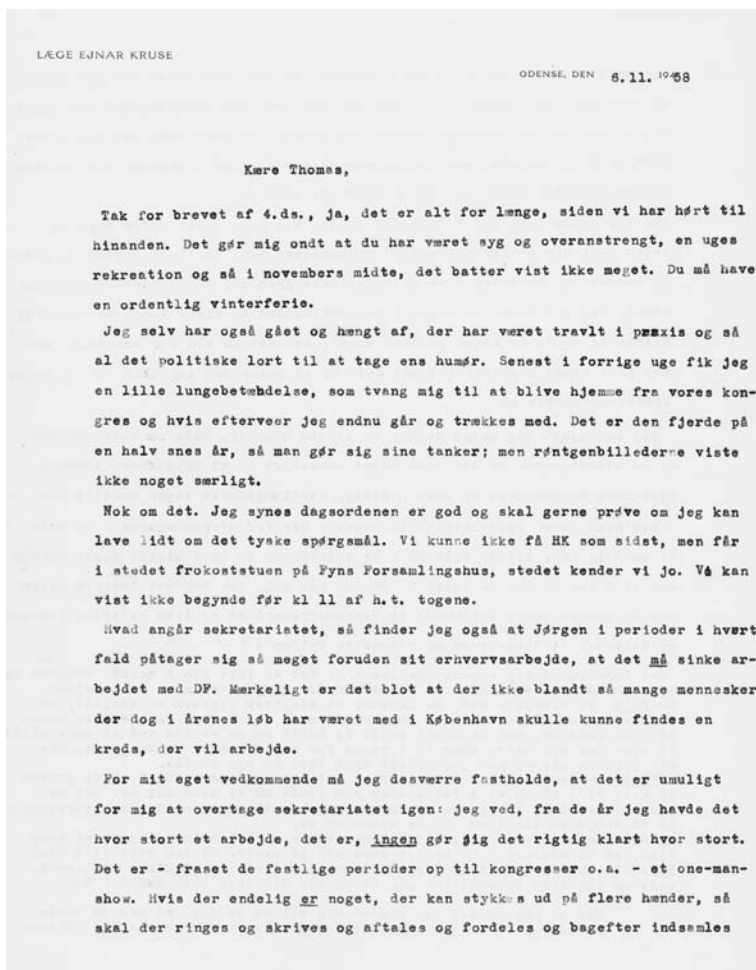 LÆGE EJNAR KRUSE
ODENSE, DEN 6.11. 1958
Kære Thomas,
Tak for brevet af 4.ds., ja, det er alt for længe, siden vi har hørt til
hinanden. Det gør mig ondt at du har været syg og overanstrengt, en uges
rekreation og så i novembers midte, det batter vist ikke meget. Du må have
en ordentlig vinterferie.
Jeg selv har også gået og hængt af, der har været travlt i præxis og så
al det politiske lort til at tage ens humør. Senest i forrige uge fik jeg
en lille lungebetændelse, som tvang mig til at blive hjemme fra vores kon-
gres og hvis efterveer jeg endnu går og trækkes med. Det er den fjerde på
en halv snes år, så man gør sig sine tanker; men røntgenbillederne viste
ikke noget særligt.
Nok om det. Jeg synes dagsordenen er god og skal gerne prøve om jeg kan
lave lidt om det tyske spørgsmål. Vi kunne ikke få HK som sidst, men får
i stedet frokoststuen på Fyns Forsamlingshus, stedet kender vi jo. Vi kan
vist ikke begynde før kl 11 af h.t. togene.
Hvad angår sekretariatet, så finder jeg også at Jørgen i perioder i hvert
fald påtager sig så meget foruden sit erhvervsarbejde, at det må sinke ar-
bejdet med DF. Mærkeligt er det blot at der ikke blandt så mange mennesker
der dog i årenes løb har været med i København skulle kunne findes en
kreds, der vil arbejde.
For mit eget vedkommende må jeg desværre fastholde, at det er umuligt
for mig at overtage sekretariatet igen: jeg ved, fra de år jeg havde det
hvor stort et arbejde, det er, ingen gør sig det rigtig klart hvor stort.
Det er - fraset de festlige perioder op til kongresser o.a. - et one-man-
show. Hvis der endelig er noget, der kan stykkes ud på flere hænder, så
skal der ringes og skrives og aftales og fordeles og bagefter indsamles